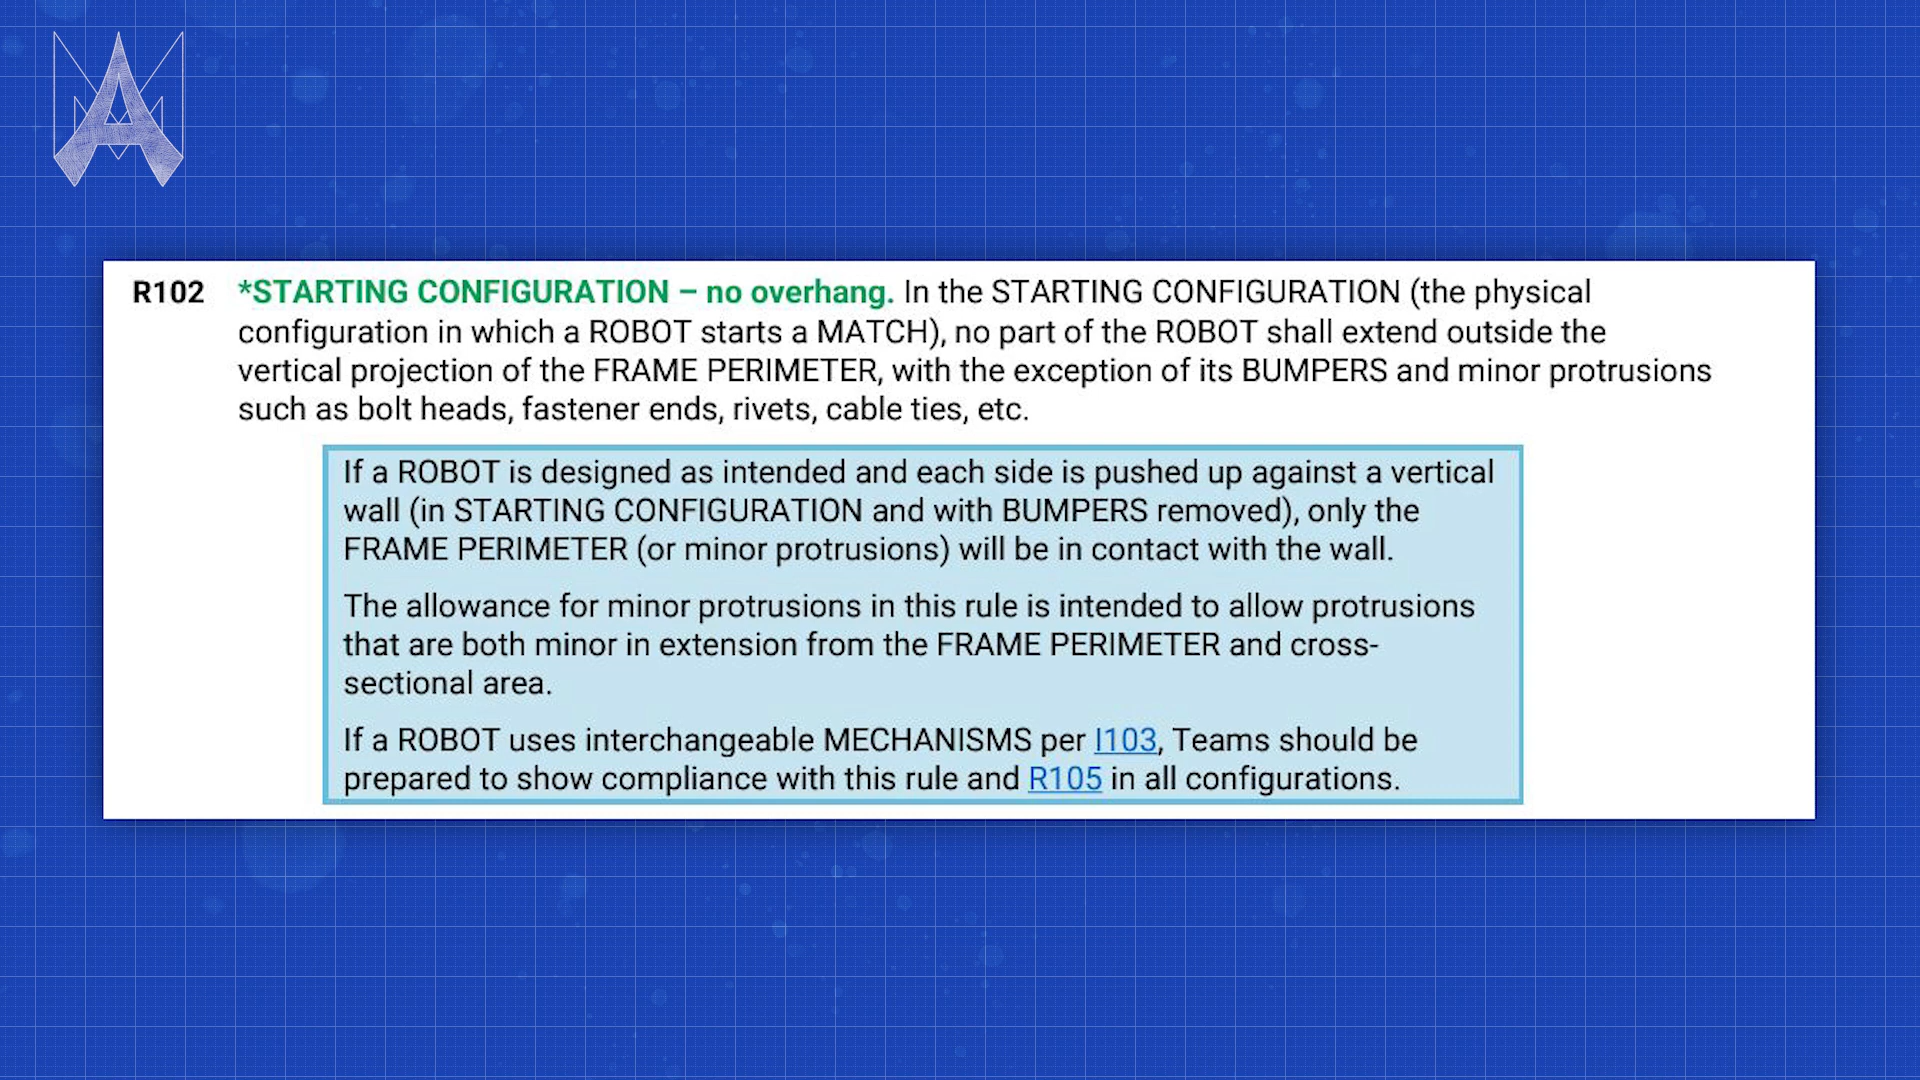 R102 *STARTING CONFIGURATION – no overhang. In the STARTING CONFIGURATION (the physical
configuration in which a ROBOT starts a MATCH), no part of the ROBOT shall extend outside the
vertical projection of the FRAME PERIMETER, with the exception of its BUMPERS and minor protrusions
such as bolt heads, fastener ends, rivets, cable ties, etc.
If a ROBOT is designed as intended and each side is pushed up against a vertical
wall (in STARTING CONFIGURATION and with BUMPERS removed), only the
FRAME PERIMETER (or minor protrusions) will be in contact with the wall.
The allowance for minor protrusions in this rule is intended to allow protrusions
that are both minor in extension from the FRAME PERIMETER and cross-
sectional area.
If a ROBOT uses interchangeable MECHANISMS per I103, Teams should be
prepared to show compliance with this rule and R105 in all configurations.